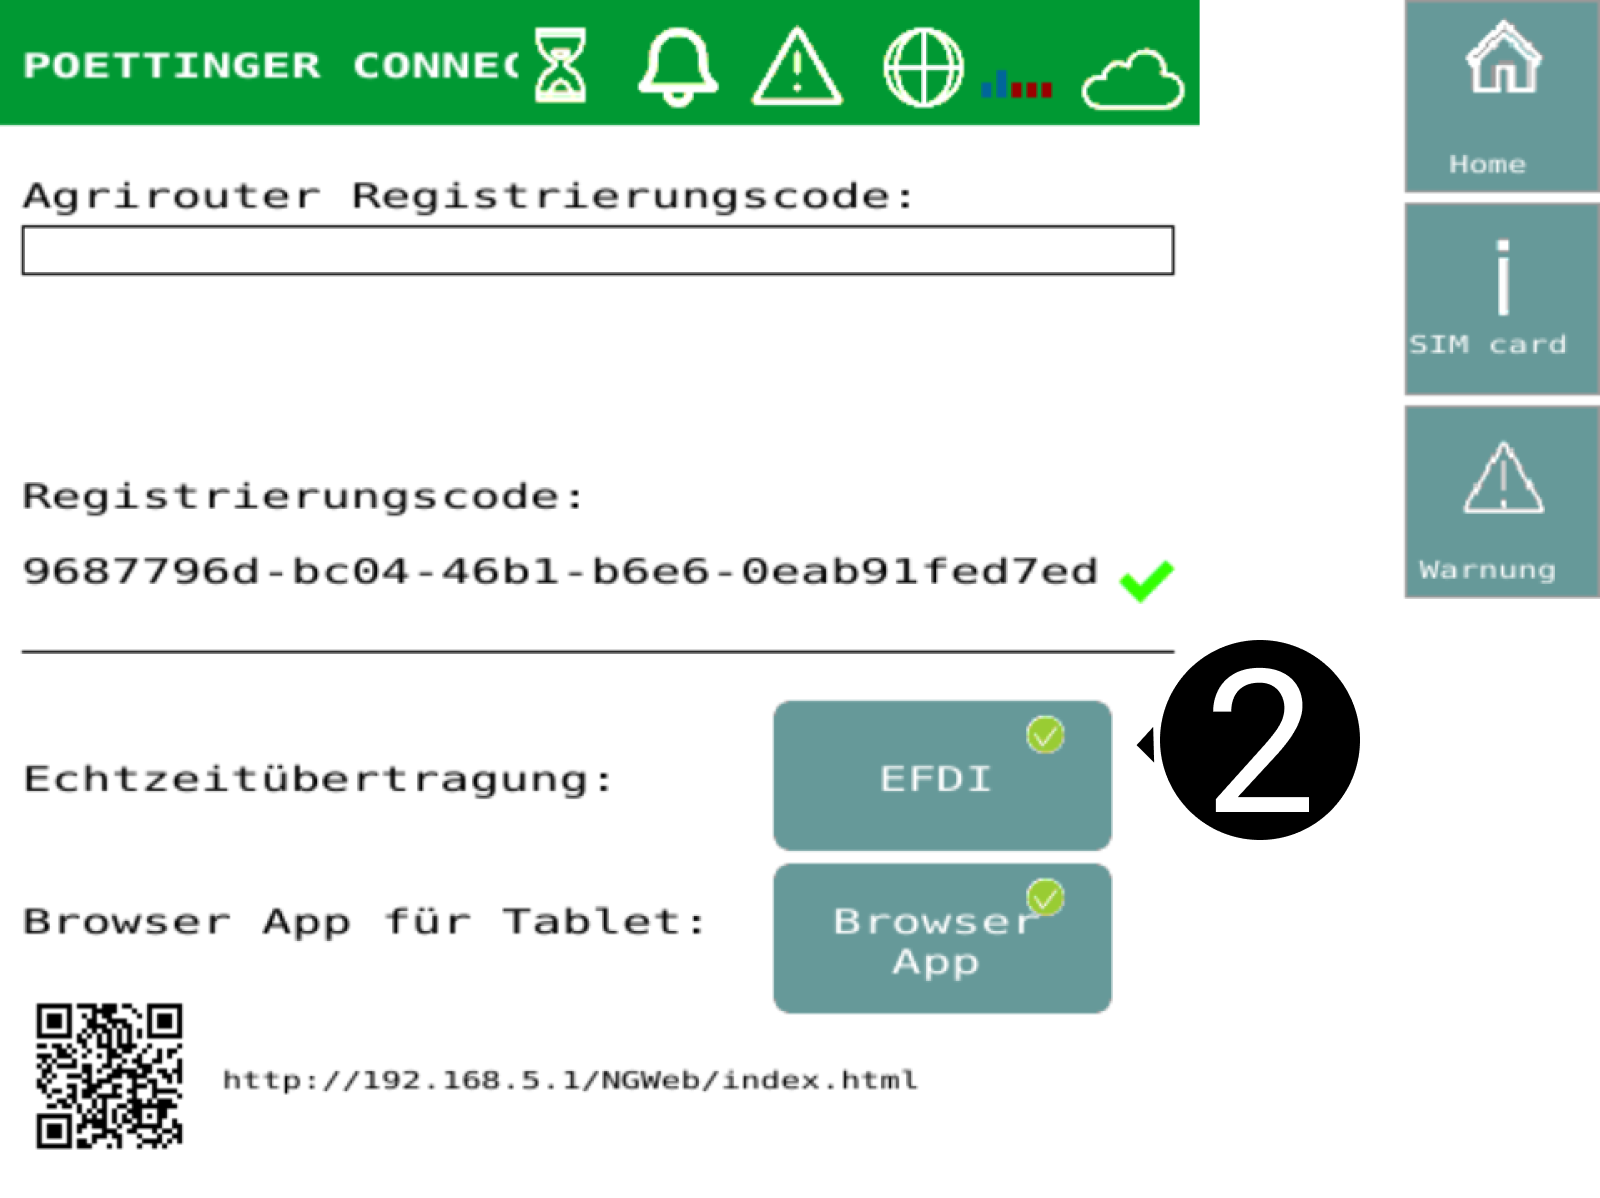 POETTINGER CONNEC
Home
Agrirouter Registrierungscode:
SIM card
Registrierungscode:
9687796d-bc04-46b1-b6e6-0eab91fed7ed
Warnung
2
Echtzeitübertragung:
EFDI
Browser App für Tablet:
Browser
App
http://192.168.5.1/NGWeb/index.html